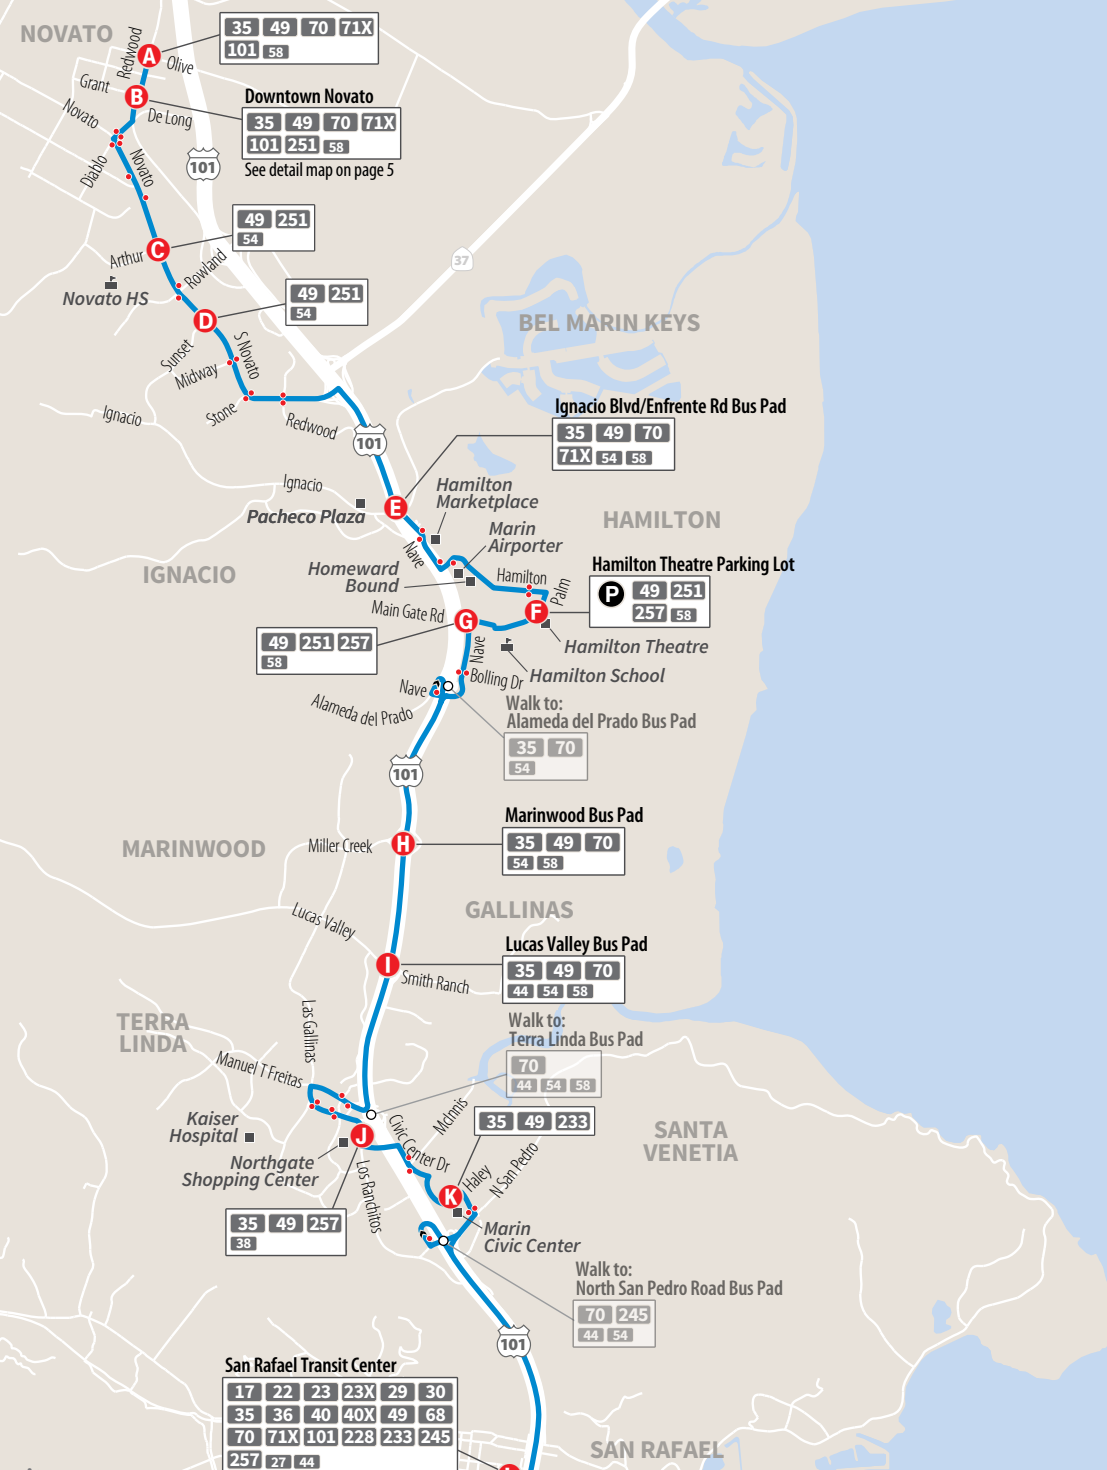 NOVATO
Redwood
A
Olive
35 49 70 71X
101 58
Grant
B
De Long
Novato
Diablo
Novato
Downtown Novato
35 49 70 71X
101 251 58
See detail map on page 5
101
37
C
49 251
54
Arthur
Rowland
Novato HS
D
49 251
54
Sunset
S Novato
Midway
Stone
Redwood
Ignacio
BEL MARIN KEYS
101
Ignacio Blvd/Enfrente Rd Bus Pad
35 49 70
71X 54 58
Ignacio
E
Pacheco Plaza
Hamilton
Marketplace
HAMILTON
Nave
Marin
Airporter
IGNACIO
Homeward
Bound
Hamilton
Palm
Hamilton Theatre Parking Lot
P 49 251
257 58
F
Main Gate Rd
G
Hamilton Theatre
49 251 257
58
Nave
Hamilton School
Bolling Dr
Nave
Alameda del Prado
Walk to:
Alameda del Prado Bus Pad
35 70
54
101
Marinwood Bus Pad
35 49 70
54 58
MARINWOOD
Miller Creek
H
GALLINAS
Lucas Valley
Lucas Valley Bus Pad
35 49 70
44 54 58
I
Smith Ranch
TERRA
LINDA
Las Gallinas
Walk to:
Terra Linda Bus Pad
70
44 54 58
Manuel T Freitas
Kaiser
Hospital
J
Civic Center Dr
McInnis
35 49 233
SANTA
VENETIA
Northgate
Shopping Center
Los Ranchitos
K
Haley
N San Pedro
35 49 257
38
Marin
Civic Center
Walk to:
North San Pedro Road Bus Pad
70 245
44 54
101
San Rafael Transit Center
17 22 23 23X 29 30
35 36 40 40X 49 68
70 71X 101 228 233 245
257 27 44
SAN RAFAEL